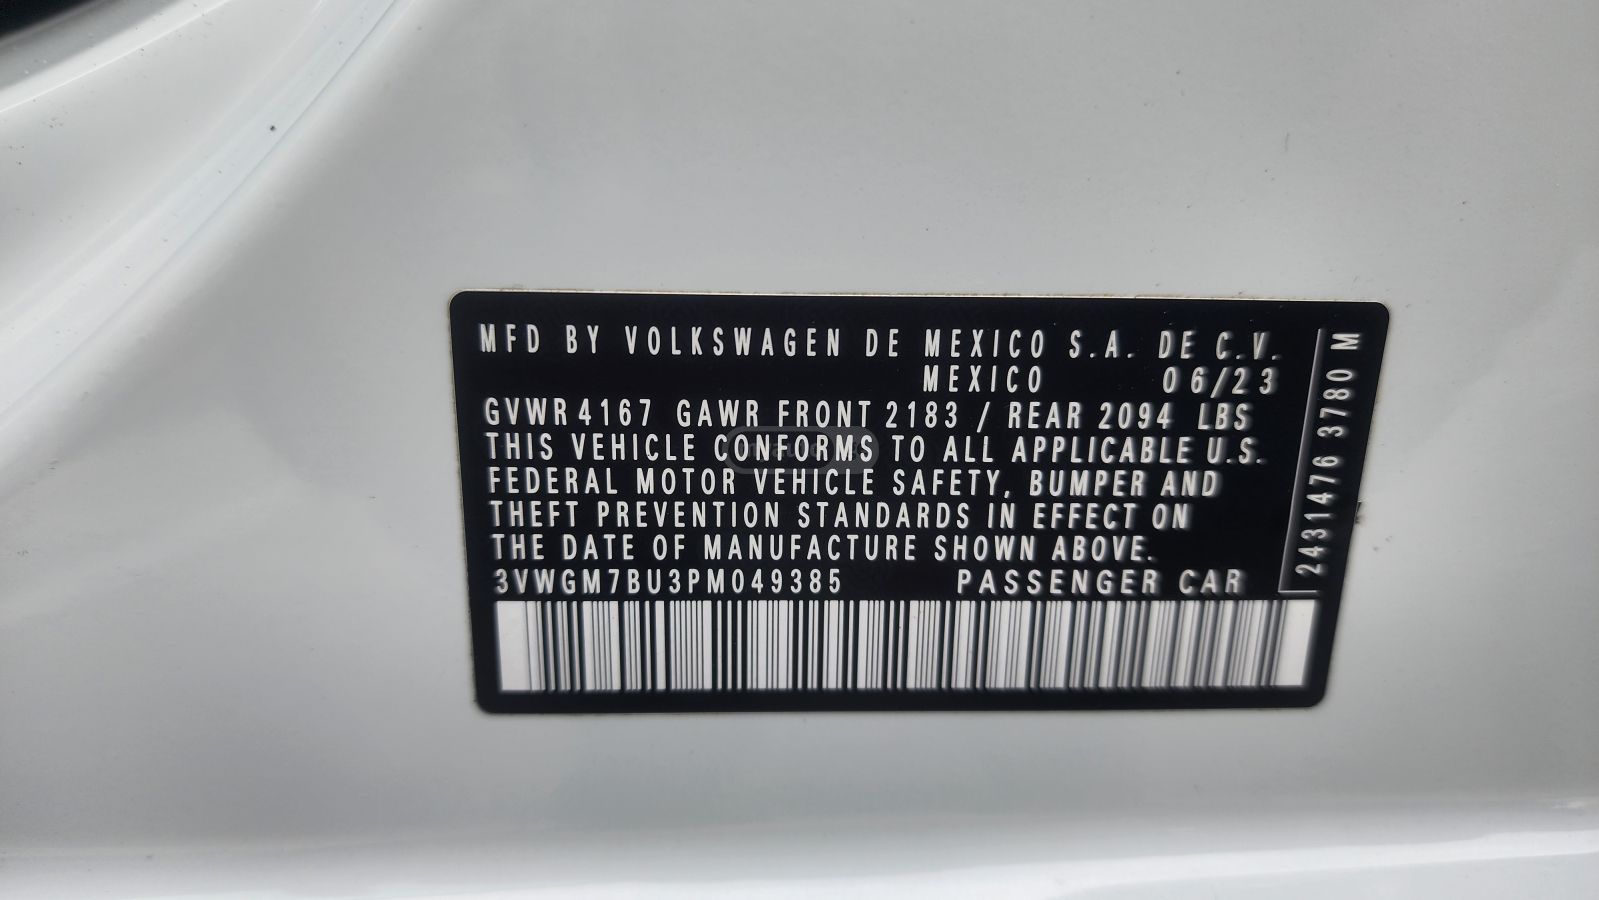 MFD BY VOLKSWAGEN DE MEXICO S.A. DE C.V.
MEXICO 06/23
GVWR 4167 GAWR FRONT 2183 / REAR 2094 LBS
THIS VEHICLE CONFORMS TO ALL APPLICABLE U.S.
FEDERAL MOTOR VEHICLE SAFETY, BUMPER AND
THEFT PREVENTION STANDARDS IN EFFECT ON
THE DATE OF MANUFACTURE SHOWN ABOVE.
3VWGM7BU3PM049385 PASSENGER CAR
2431476 3780 M